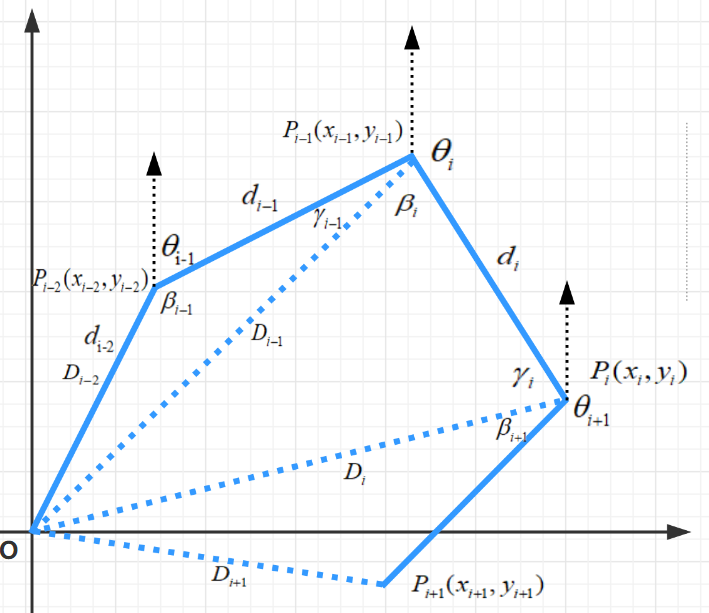 P_{i-1}(x_{i-1}, y_{i-1})
θ_i
d_{i-1}
γ_{i-1}
β_i
θ_{i-1}
d_i
P_{i-2}(x_{i-2}, y_{i-2})
β_{i-1}
d_{i-2}
D_{i-1}
D_{i-2}
γ_i
P_i(x_i, y_i)
θ_{i+1}
β_{i+1}
D_i
O
D_{i+1}
P_{i+1}(x_{i+1}, y_{i+1})